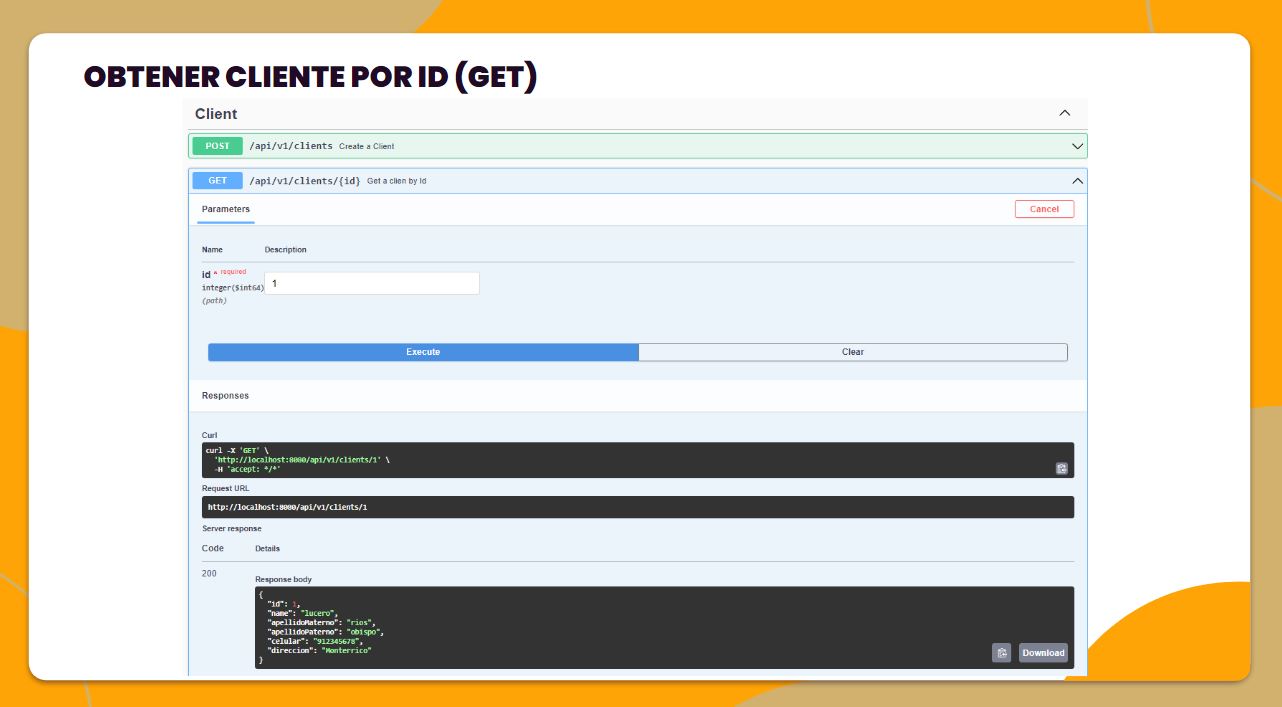 OBTENER CLIENTE POR ID (GET)
Client
POST /api/v1/clients Create a Client
GET /api/v1/clients/{id} Get a clien by Id
Parameters Cancel
Name Description
id * required
integer($int64)
(path)
1
Execute Clear
Responses
Curl
curl -X 'GET' \
'http://localhost:8080/api/v1/clients/1' \
-H 'accept: */*'
Request URL
http://localhost:8080/api/v1/clients/1
Server response
Code Details
200
Response body
{
"id": 1,
"name": "lucero",
"apellidoMaterno": "rios",
"apellidoPaterno": "obispo",
"celular": "912345678",
"direccion": "Monterrico"
}
Download